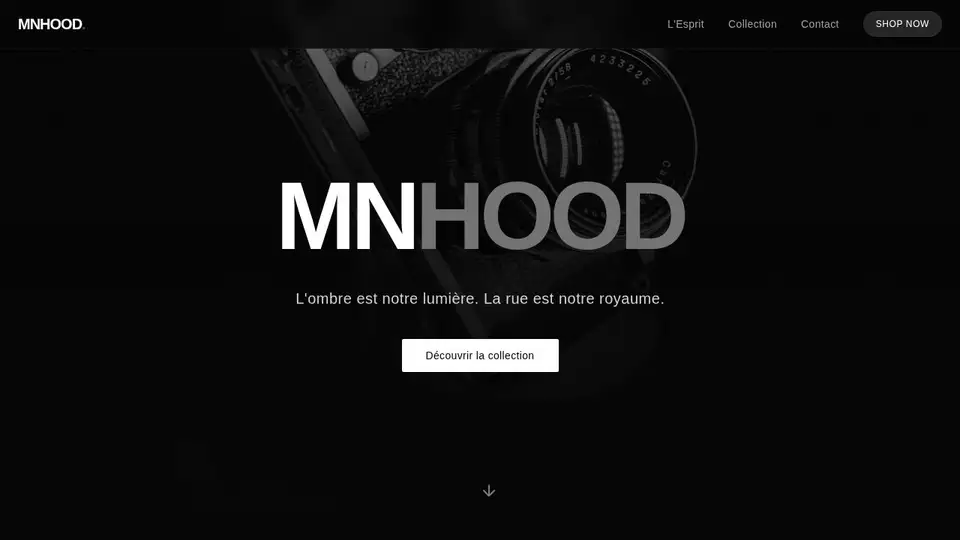 MNHOOD.
L'Esprit
Collection
Contact
SHOP NOW
4233225
MNHOOD
L'ombre est notre lumière. La rue est notre royaume.
Découvrir la collection